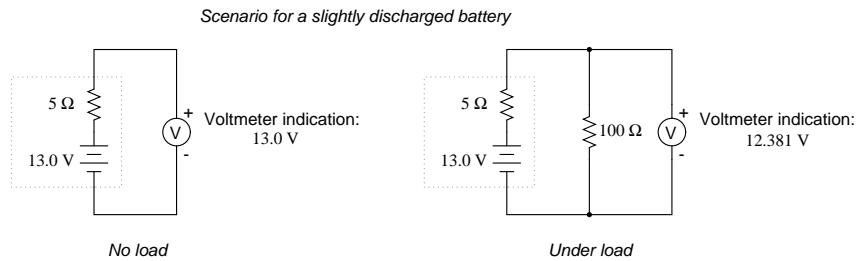 Scenario for a slightly discharged battery
5 Ω
13.0 V
V
+
-
Voltmeter indication:
13.0 V
No load
5 Ω
13.0 V
100 Ω
V
+
-
Voltmeter indication:
12.381 V
Under load